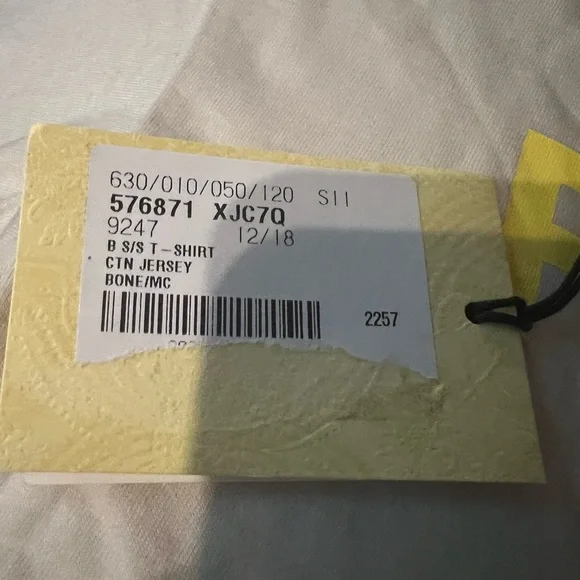 630/010/050/120 S11
576871 XJC7Q
9247 12/18
B S/S T-SHIRT
CTN JERSEY
BONE/MC
2257